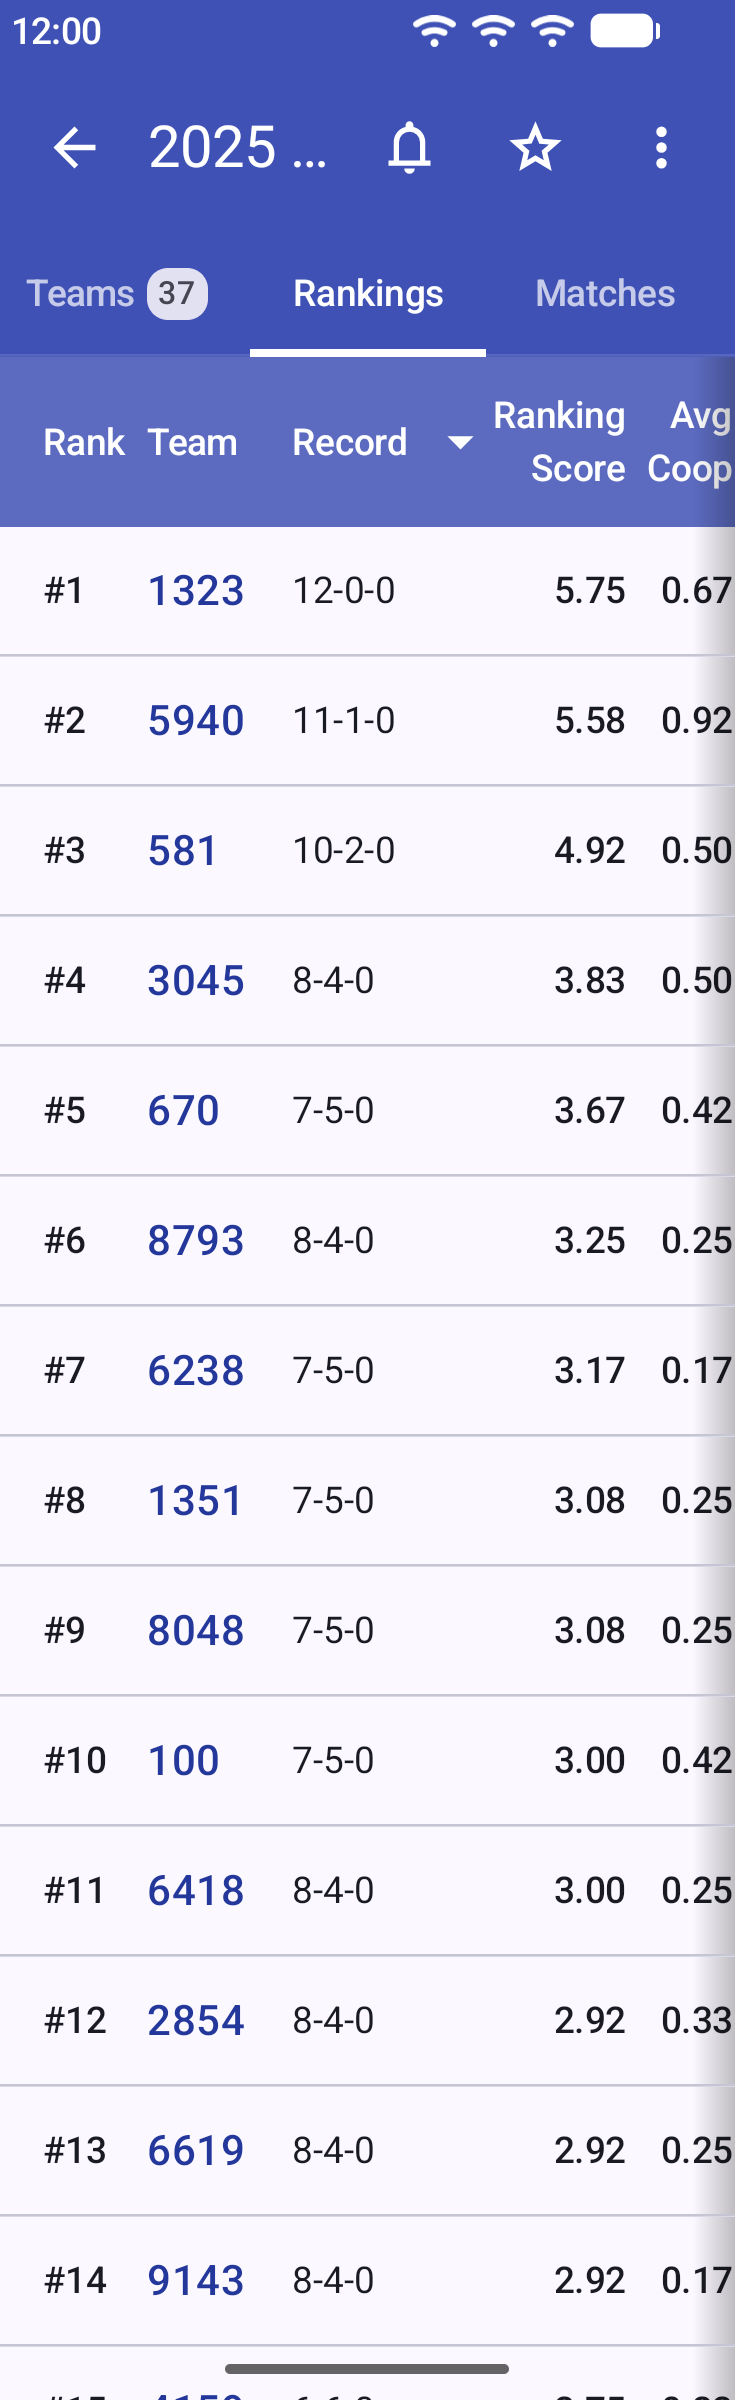 12:00
2025 ...
Teams 37 Rankings Matches
Rank Team Record Ranking Score Avg Coop
#1 1323 12-0-0 5.75 0.67
#2 5940 11-1-0 5.58 0.92
#3 581 10-2-0 4.92 0.50
#4 3045 8-4-0 3.83 0.50
#5 670 7-5-0 3.67 0.42
#6 8793 8-4-0 3.25 0.25
#7 6238 7-5-0 3.17 0.17
#8 1351 7-5-0 3.08 0.25
#9 8048 7-5-0 3.08 0.25
#10 100 7-5-0 3.00 0.42
#11 6418 8-4-0 3.00 0.25
#12 2854 8-4-0 2.92 0.33
#13 6619 8-4-0 2.92 0.25
#14 9143 8-4-0 2.92 0.17